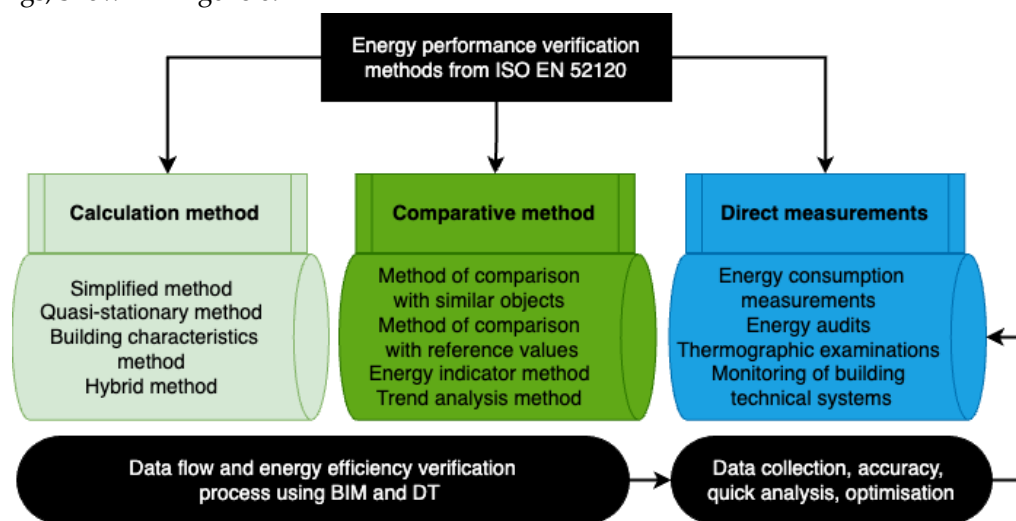 Energy performance verification
methods from ISO EN 52120
Calculation method
Comparative method
Direct measurements
Simplified method
Quasi-stationary method
Building characteristics
method
Hybrid method
Method of comparison
with similar objects
Method of comparison
with reference values
Energy indicator method
Trend analysis method
Energy consumption
measurements
Energy audits
Thermographic examinations
Monitoring of building
technical systems
Data flow and energy efficiency verification
process using BIM and DT
Data collection, accuracy,
quick analysis, optimisation